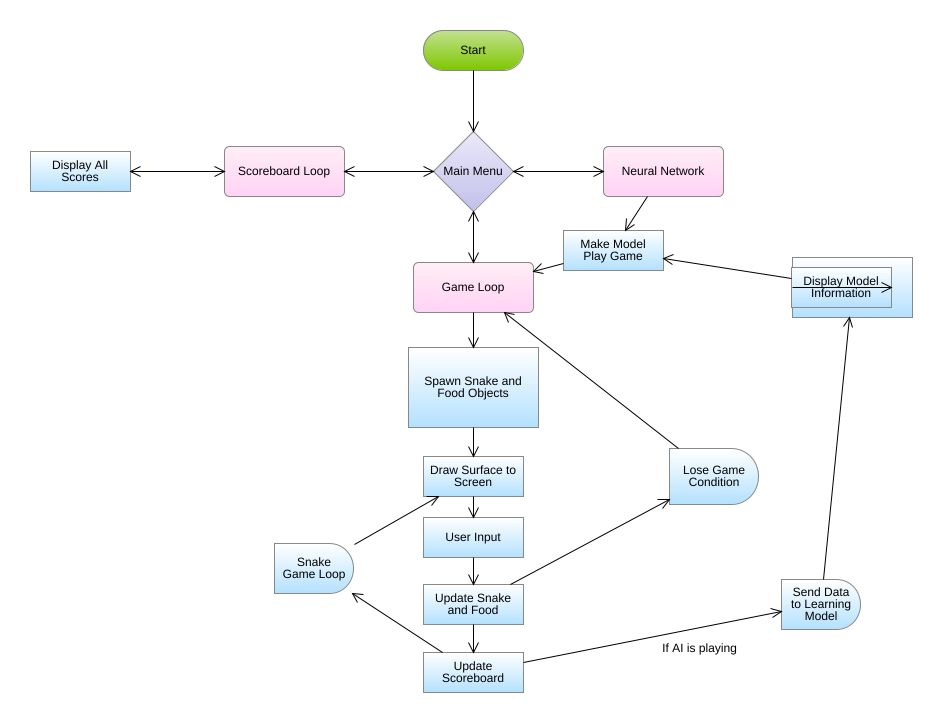 Start
Display All
Scores
Scoreboard Loop
Main Menu
Neural Network
Make Model
Play Game
Game Loop
Display Model
Information
Spawn Snake and
Food Objects
Draw Surface to
Screen
Lose Game
Condition
User Input
Snake
Game Loop
Update Snake
and Food
Send Data
to Learning
Model
If AI is playing
Update
Scoreboard